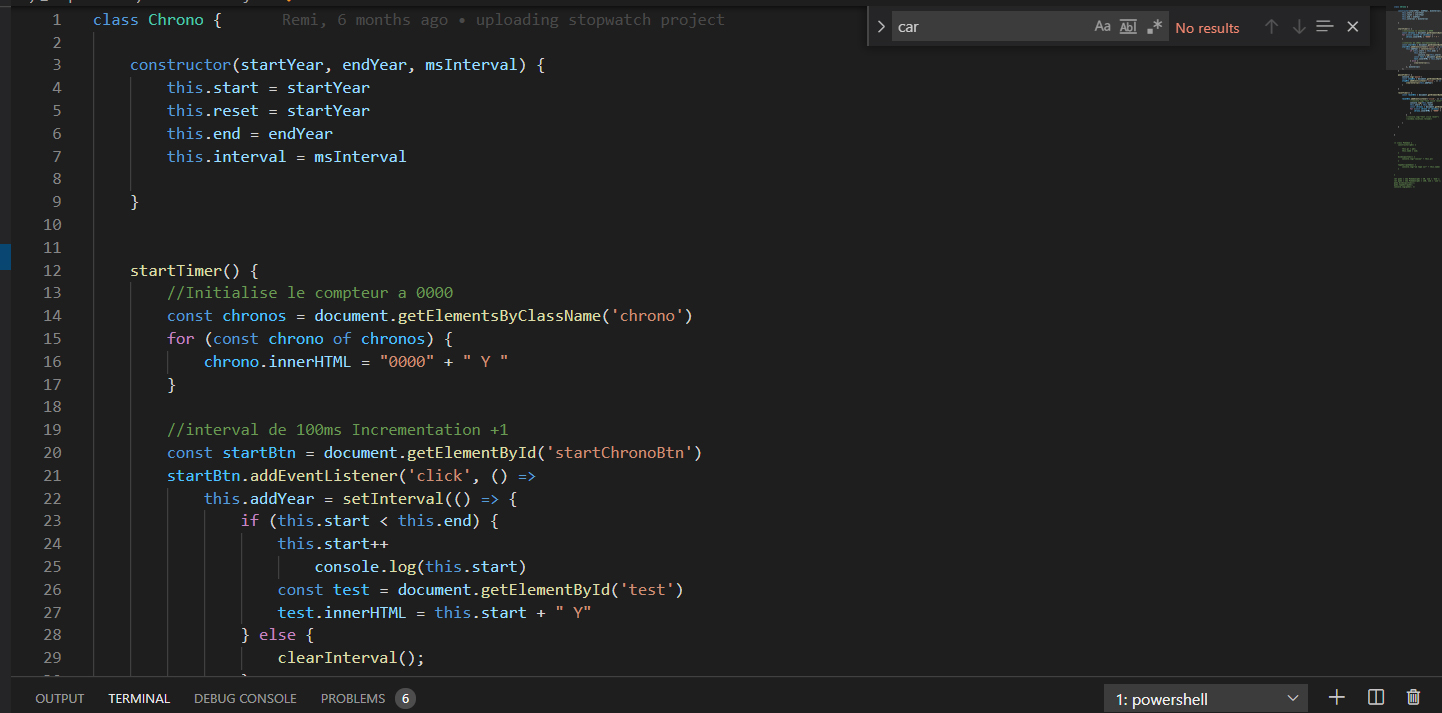 1 class Chrono { Remi, 6 months ago • uploading stopwatch project
car Aa Abl .* No results
2
3 constructor(startYear, endYear, msInterval) {
4 this.start = startYear
5 this.reset = startYear
6 this.end = endYear
7 this.interval = msInterval
8
9 }
10
11
12 startTimer() {
13 //Initialise le compteur a 0000
14 const chronos = document.getElementsByClassName('chrono')
15 for (const chrono of chronos) {
16 chrono.innerHTML = "0000" + " Y "
17 }
18
19 //interval de 100ms Incrementation +1
20 const startBtn = document.getElementById('startChronoBtn')
21 startBtn.addEventListener('click', () =>
22 this.addYear = setInterval(() => {
23 if (this.start < this.end) {
24 this.start++
25 console.log(this.start)
26 const test = document.getElementById('test')
27 test.innerHTML = this.start + " Y"
28 } else {
29 clearInterval();
OUTPUT TERMINAL DEBUG CONSOLE PROBLEMS 6 1: powershell